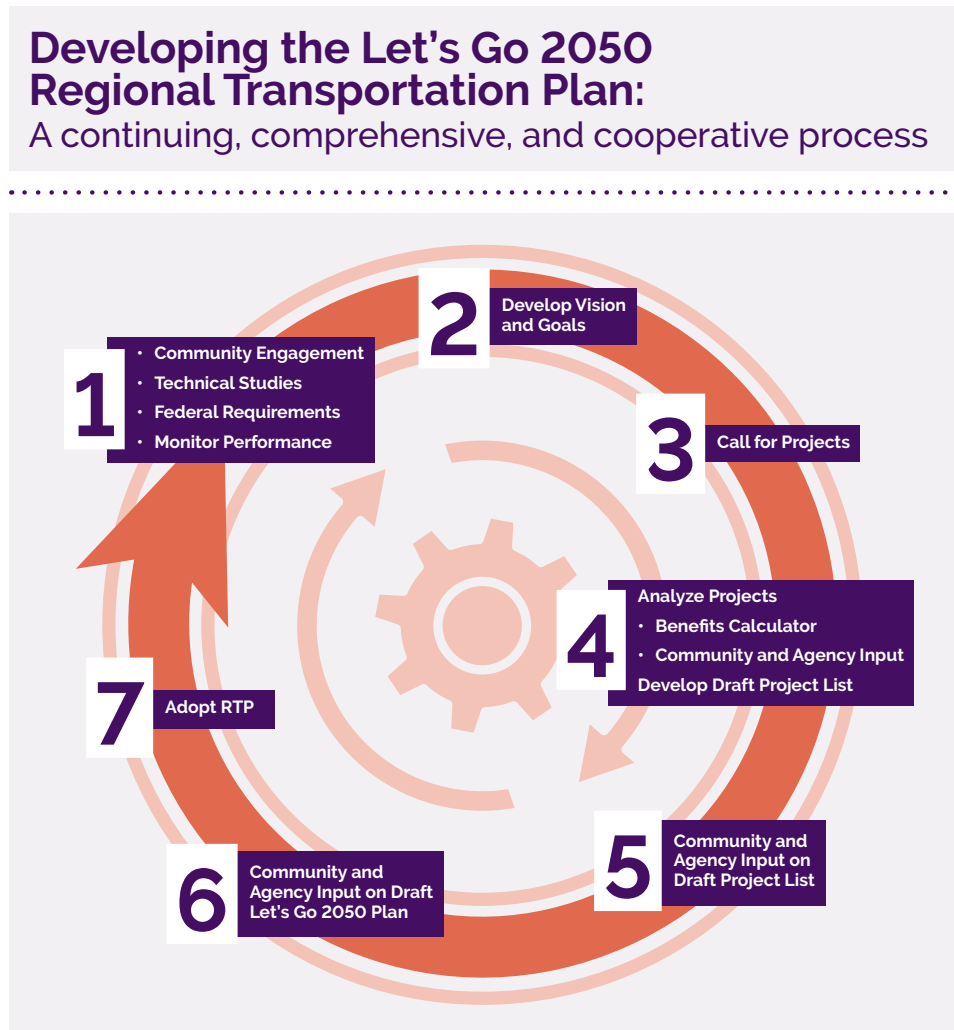 Developing the Let’s Go 2050
Regional Transportation Plan:
A continuing, comprehensive, and cooperative process
1
• Community Engagement
• Technical Studies
• Federal Requirements
• Monitor Performance
2
Develop Vision
and Goals
3
Call for Projects
4
Analyze Projects
• Benefits Calculator
• Community and Agency Input
Develop Draft Project List
5
Community and
Agency Input on
Draft Project List
6
Community and
Agency Input on Draft
Let’s Go 2050 Plan
7
Adopt RTP